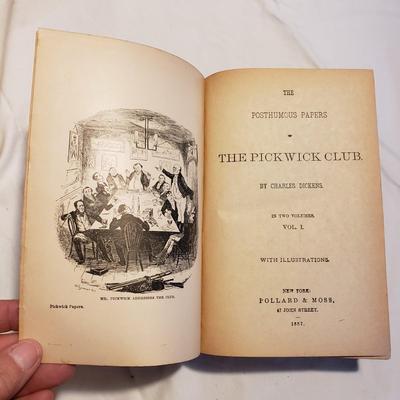 MR. PICKWICK ADDRESSES THE CLUB.
Pickwick Papers.
THE
POSTHUMOUS PAPERS
OF
THE PICKWICK CLUB.
BY CHARLES DICKENS.
IN TWO VOLUMES.
VOL. I.
WITH ILLUSTRATIONS.
NEW YORK:
POLLARD & MOSS,
47 JOHN STREET.
1887.